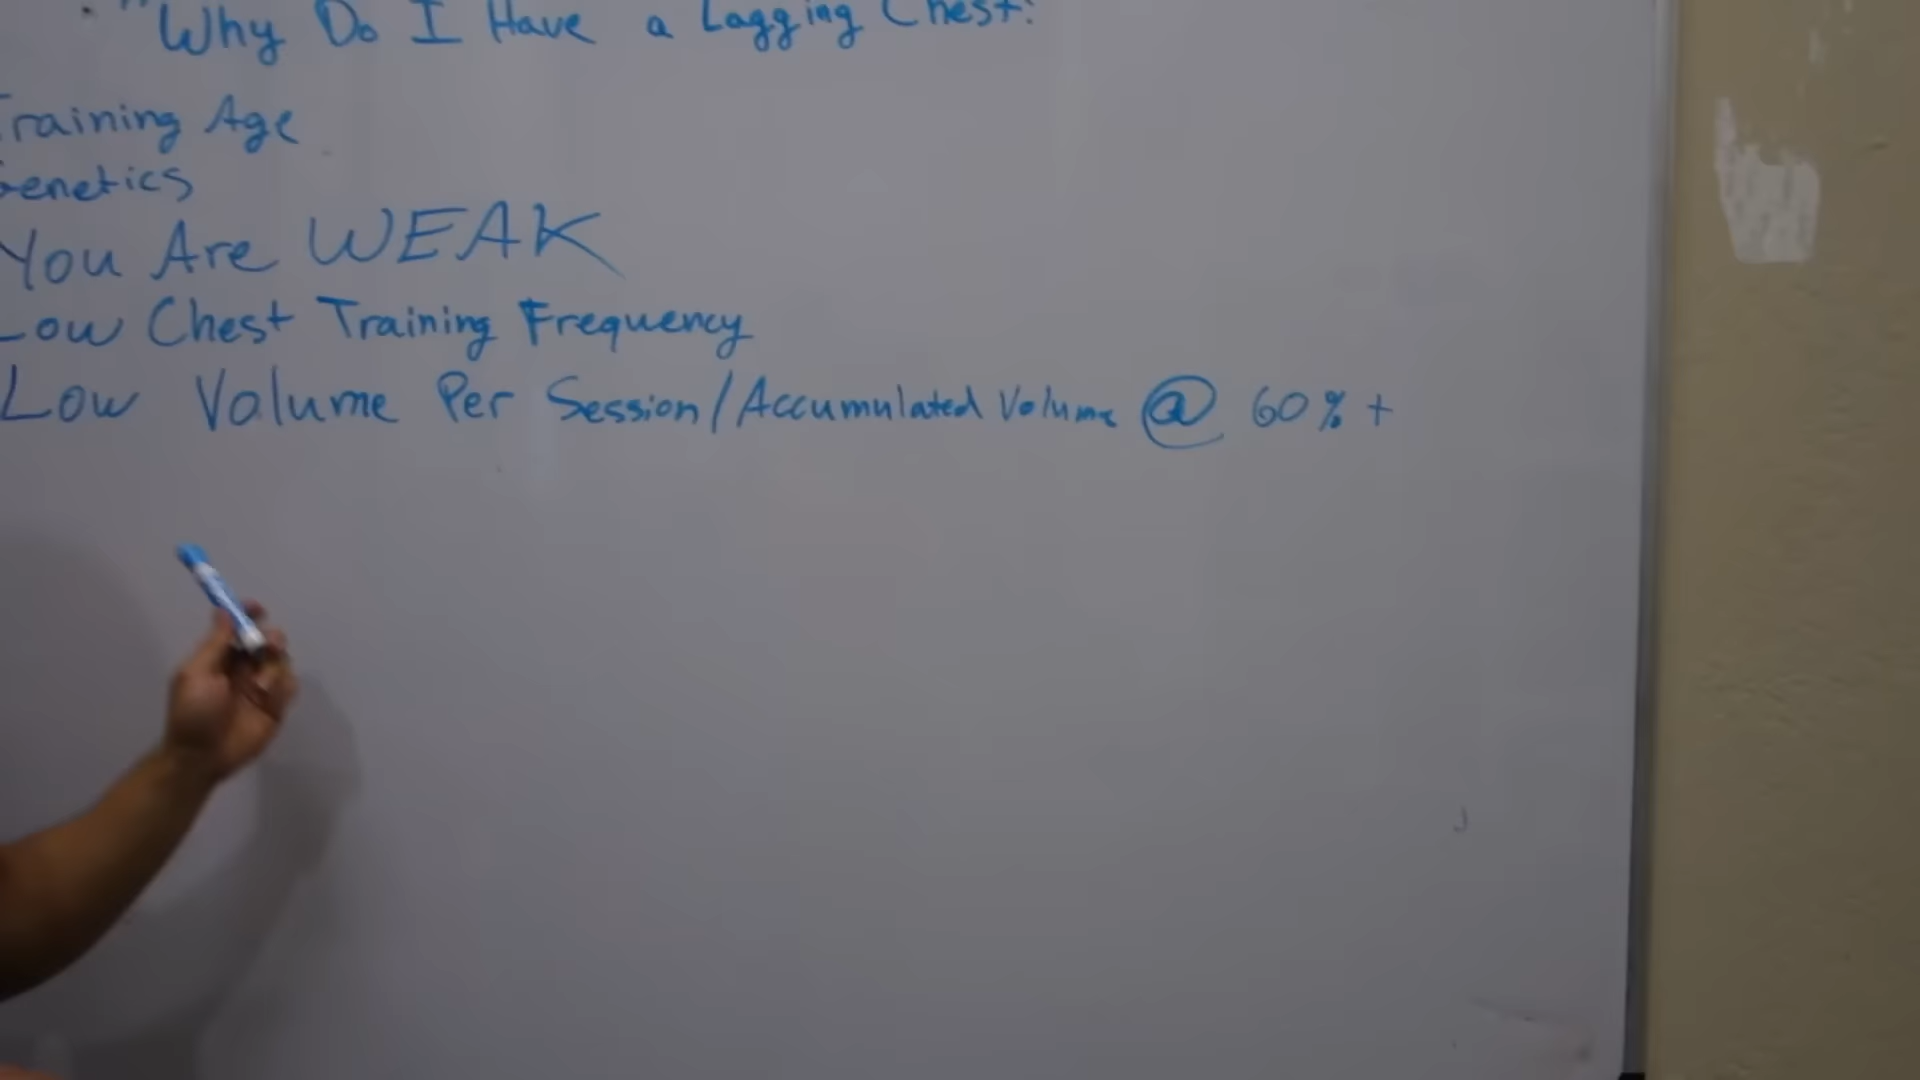 "Why Do I Have a Lagging Chest?
Training Age
Genetics
You Are WEAK
Low Chest Training Frequency
Low Volume Per Session/Accumulated Volume @ 60% +